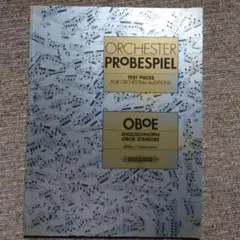 ORCHESTER
PROBESPIEL
TEST PIECES
FOR ORCHESTRAL AUDITIONS
OBOE
ENGLISCHHORN
OBOE D'AMORE